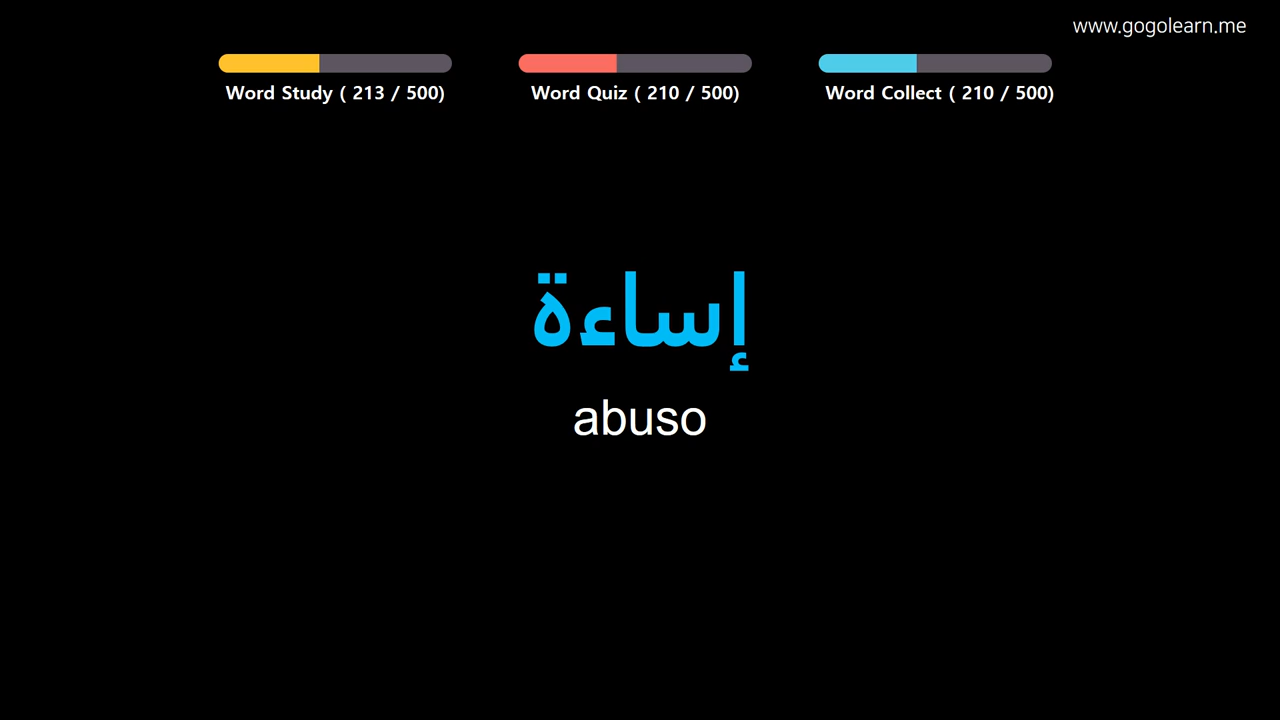 www.gogolearn.me
Word Study ( 213 / 500)
Word Quiz ( 210 / 500)
Word Collect ( 210 / 500)
إساءة
abuso